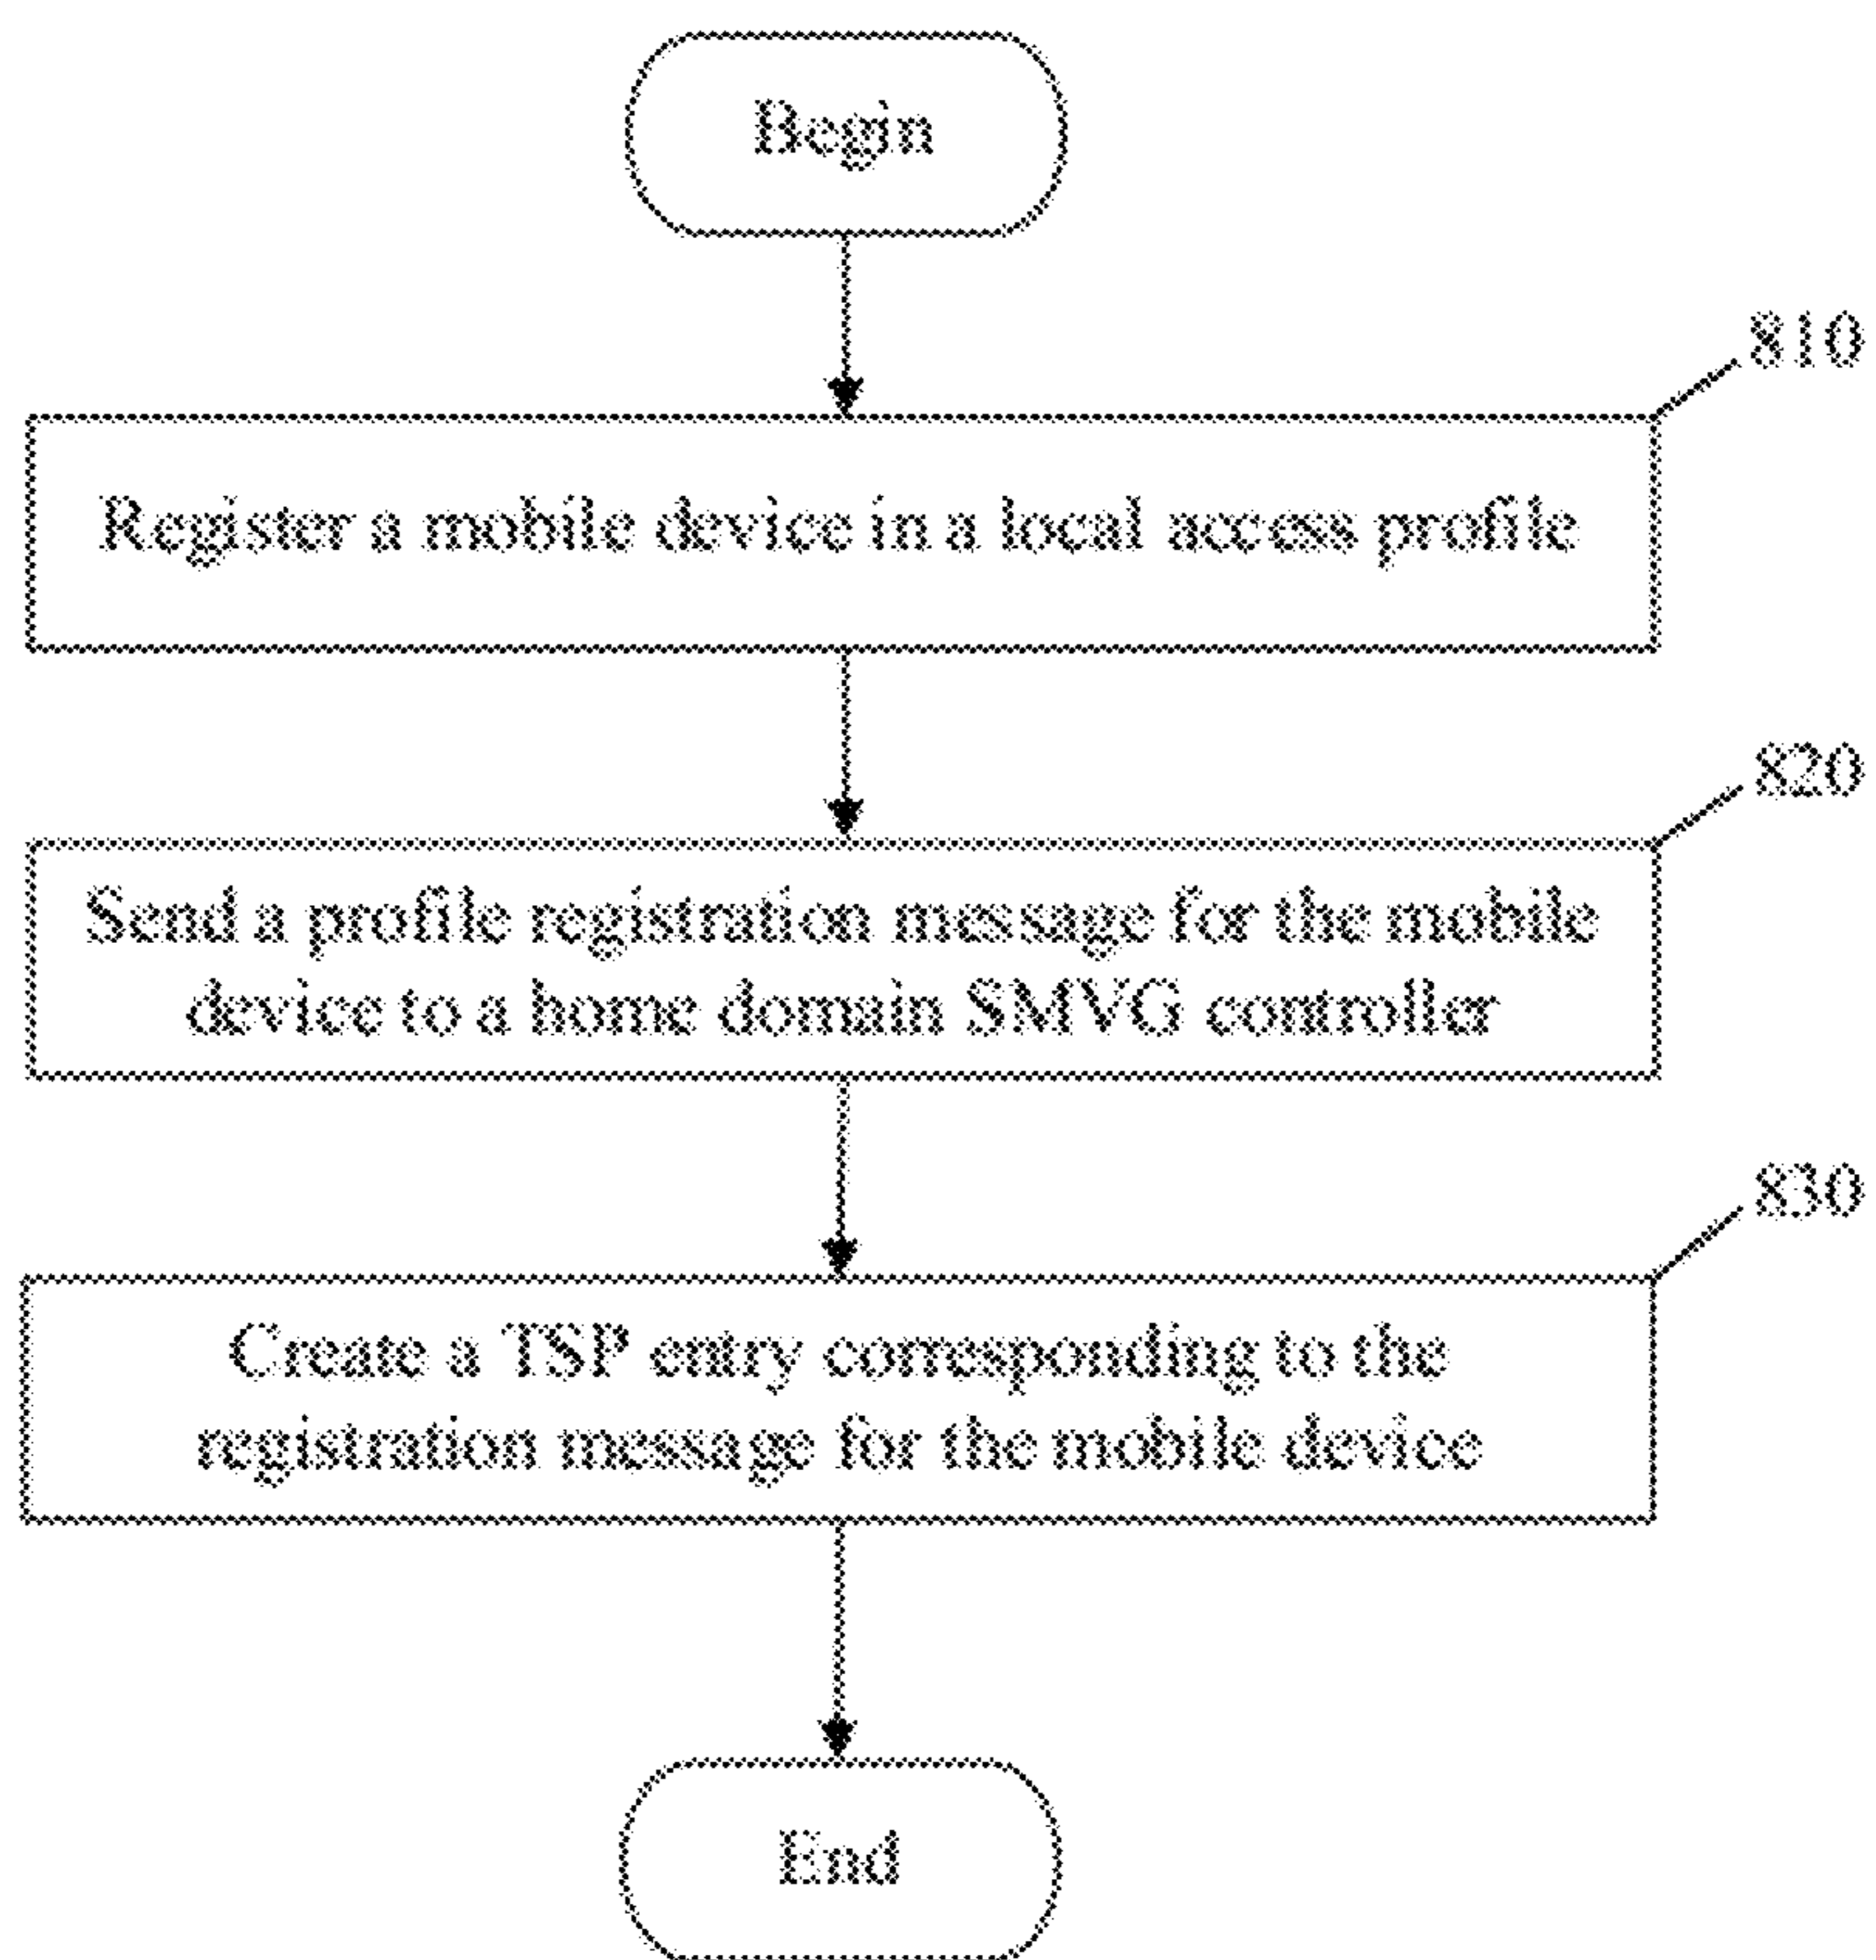 Begin
810
Register a mobile device in a local access profile
820
Send a profile registration message for the mobile
device to a home domain SMVG controller
830
Create a TSP entry corresponding to the
registration message for the mobile device
End